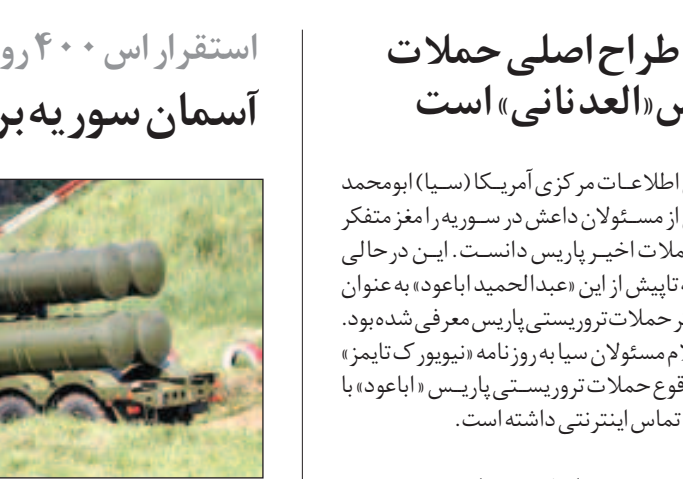 طراح اصلی حملات
«العدنانی» است
اطلاعات مرکزی آمریکا (سیا) ابومحمد
از مسئولان داعش در سوریه را مغز متفکر
حملات اخیر پاریس دانست. این در حالی
تاپیش از این «عبدالحمید اباعود» به عنوان
حملات تروریستی پاریس معرفی شده بود.
مسئولان سیا به روزنامه «نیویورک تایمز»
وقوع حملات تروریستی پاریس «اباعود» با
تماس اینترنتی داشته است.
استقرار اس ۴۰۰
آسمان سوریه